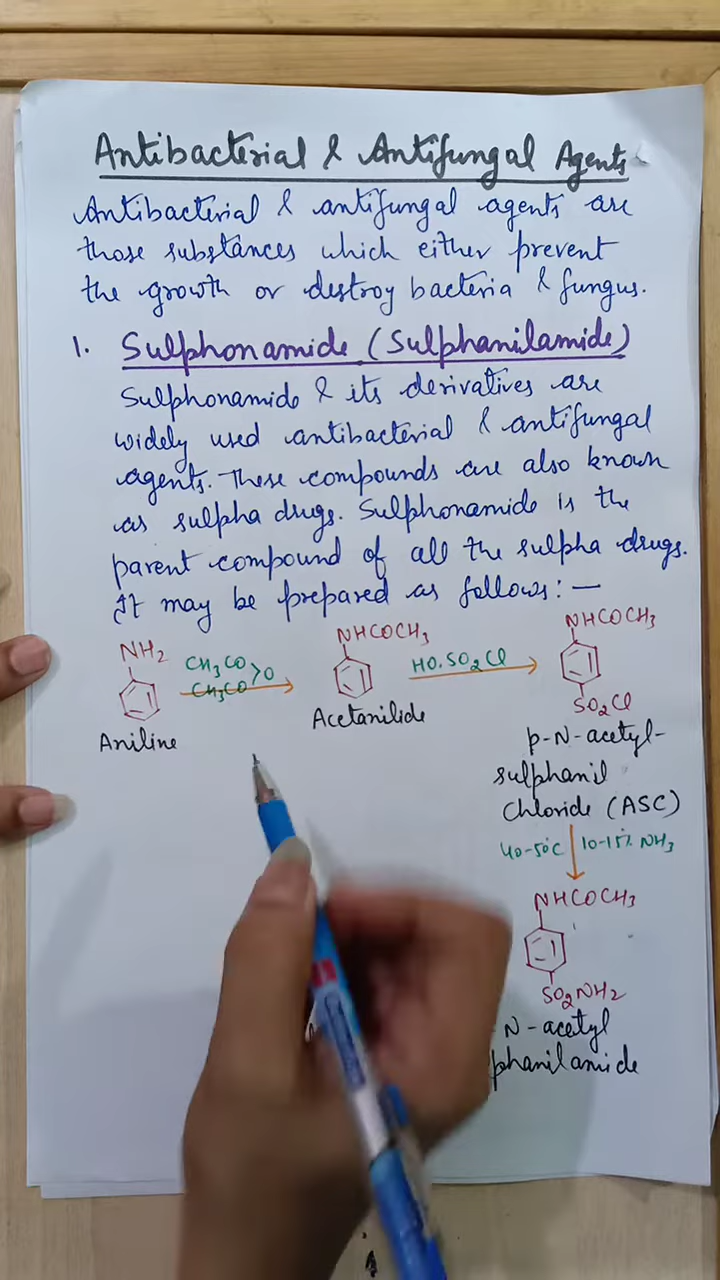 Antibacterial & Antifungal Agents
Antibacterial & antifungal agents are
those substances which either prevent
the growth or destroy bacteria & fungus.
1. Sulphonamide (Sulphanilamide)
Sulphonamide & its derivatives are
widely used antibacterial & antifungal
agents. These compounds are also known
as sulpha drugs. Sulphonamide is the
parent compound of all the sulpha drugs.
It may be prepared as follows: —
NH2
CH3CO
CH3CO >O
Aniline
NHCOCH3
HO.SO2Cl
Acetanilide
NHCOCH3
SO2Cl
p-N-acetyl-
sulphanil
Chloride (ASC)
40-50°C 10-15% NH3
NHCOCH3
SO2NH2
N-acetyl
phanilamide